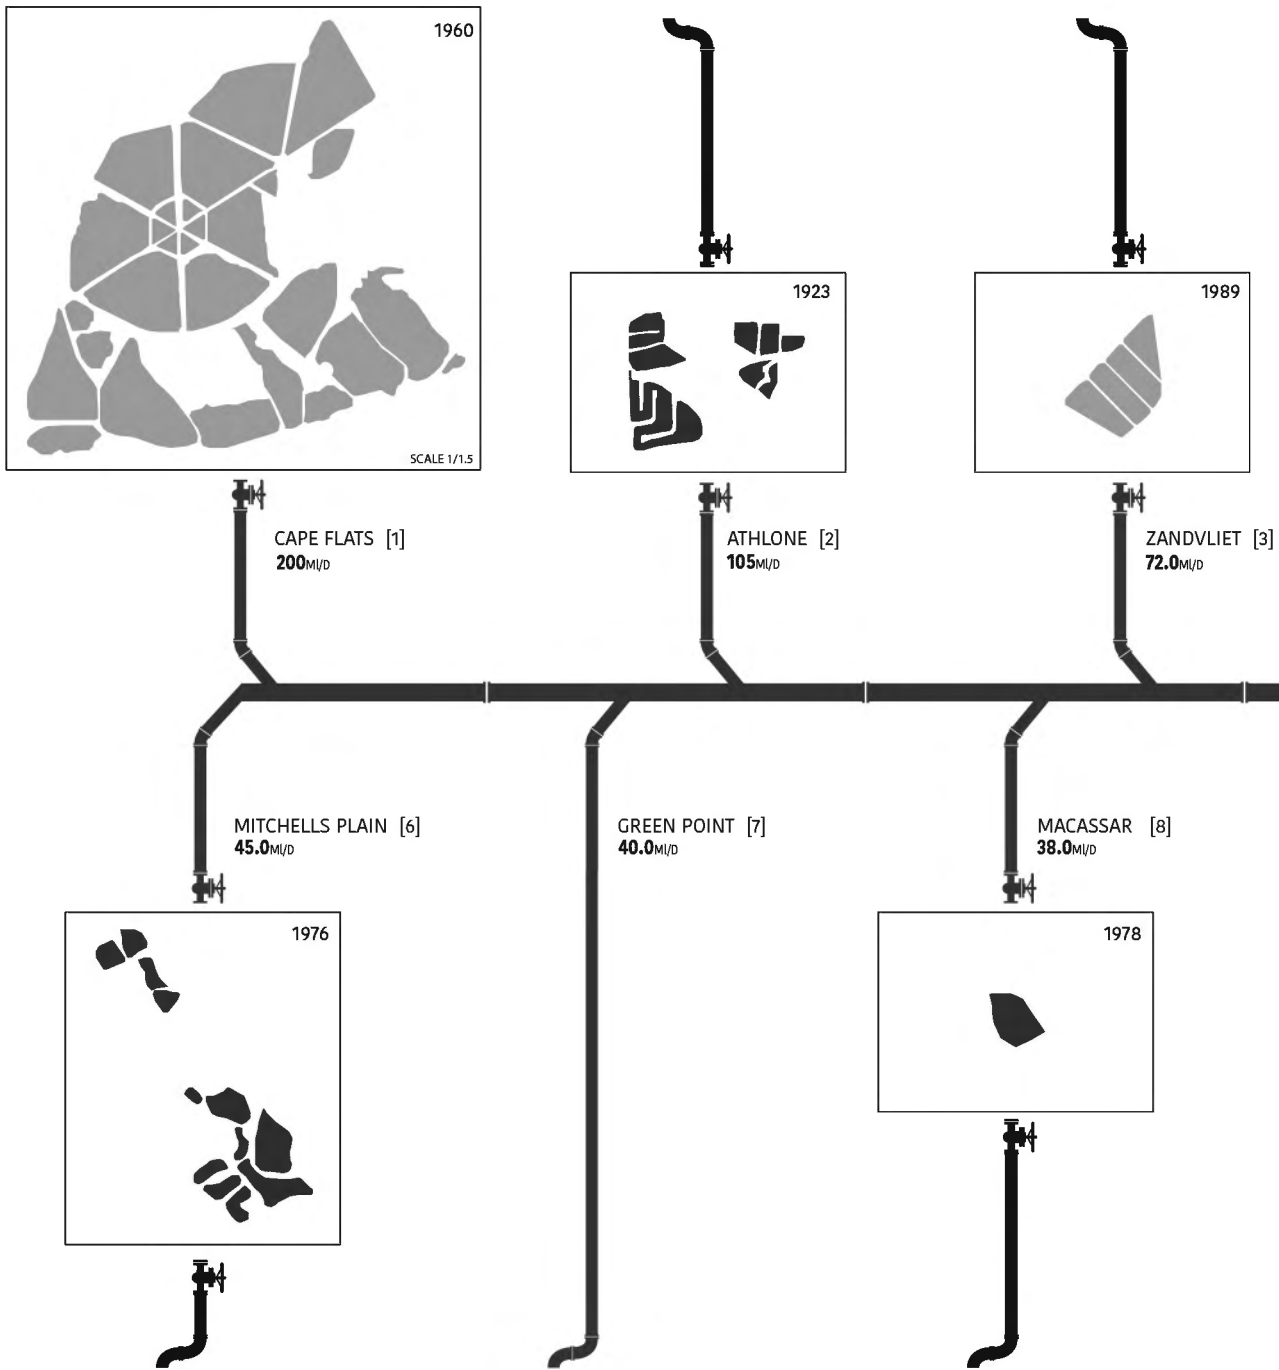 1960
SCALE 1/1.5
1923
1989
CAPE FLATS [1]
200Ml/D
ATHLONE [2]
105Ml/D
ZANDVLIET [3]
72.0Ml/D
MITCHELLS PLAIN [6]
45.0Ml/D
GREEN POINT [7]
40.0Ml/D
MACASSAR [8]
38.0Ml/D
1976
1978